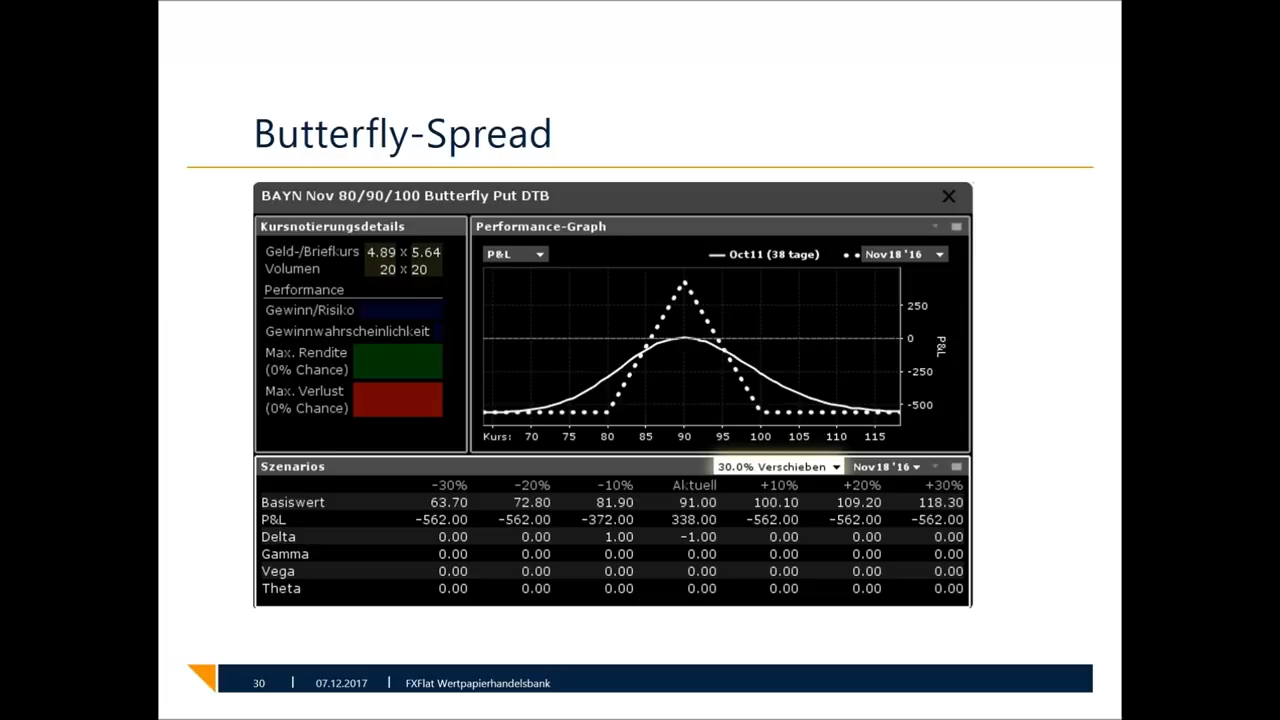 Butterfly-Spread
BAYN Nov 80/90/100 Butterfly Put DTB
Kursnotierungsdetails
Geld-/Briefkurs 4.89 x 5.64
Volumen 20 x 20
Performance
Gewinn/Risiko
Gewinnwahrscheinlichkeit
Max. Rendite
(0% Chance)
Max. Verlust
(0% Chance)
Performance-Graph
P&L Oct11 (38 tage) Nov18'16
250
0
-250
-500
P&L
Kurs: 70 75 80 85 90 95 100 105 110 115
Szenarios 30.0% Verschieben Nov18'16
-30% -20% -10% Aktuell +10% +20% +30%
Basiswert 63.70 72.80 81.90 91.00 100.10 109.20 118.30
P&L -562.00 -562.00 -372.00 338.00 -562.00 -562.00 -562.00
Delta 0.00 0.00 1.00 -1.00 0.00 0.00 0.00
Gamma 0.00 0.00 0.00 0.00 0.00 0.00 0.00
Vega 0.00 0.00 0.00 0.00 0.00 0.00 0.00
Theta 0.00 0.00 0.00 0.00 0.00 0.00 0.00
30 | 07.12.2017 | FXFlat Wertpapierhandelsbank